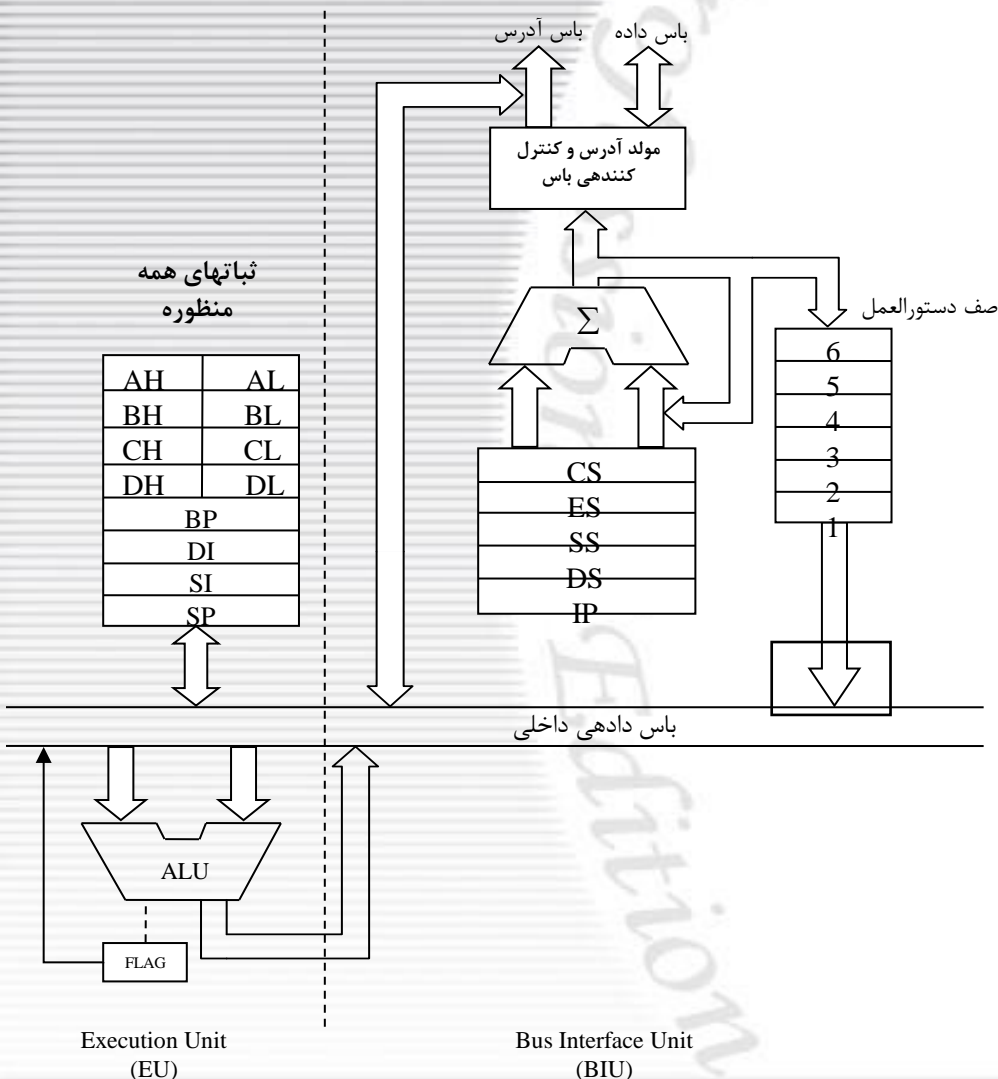 باس آدرس
باس داده
مولد آدرس و کنترل
کنندهی باس
ثباتهای همه
منظوره
Σ
صف دستورالعمل
AH AL
BH BL
CH CL
DH DL
BP
DI
SI
SP
CS
ES
SS
DS
IP
6
5
4
3
2
1
باس دادهی داخلی
ALU
FLAG
Execution Unit
(EU)
Bus Interface Unit
(BIU)
Edition